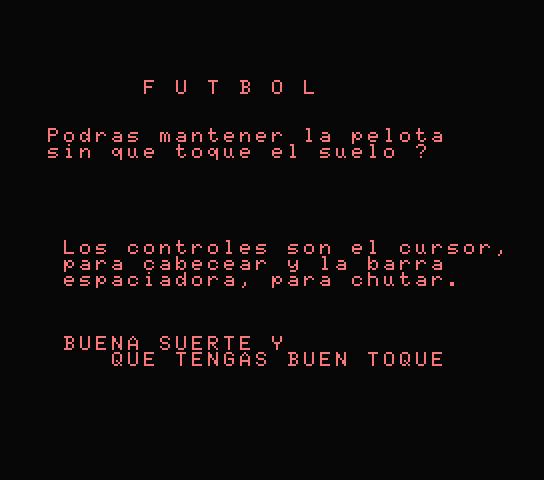 F U T B O L
Podras mantener la pelota
sin que toque el suelo ?
Los controles son el cursor,
para cabecear y la barra
espaciadora, para chutar.
BUENA SUERTE Y
QUE TENGAS BUEN TOQUE